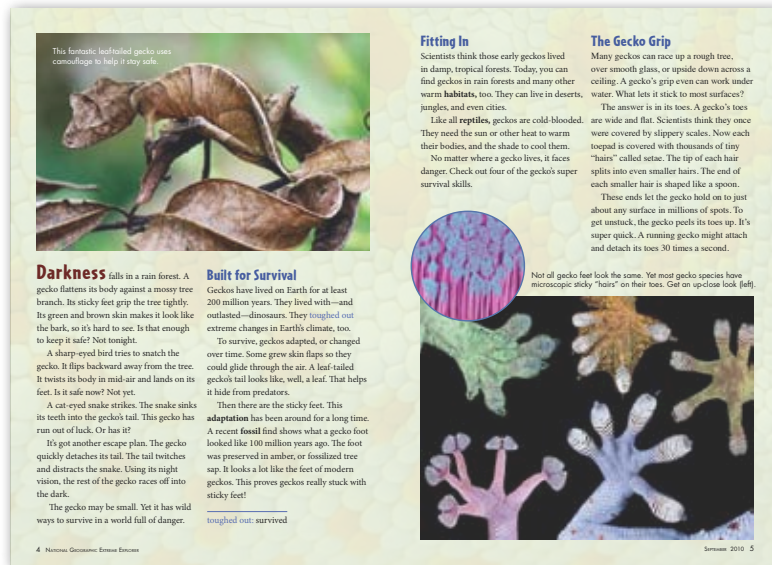 This fantastic leaf-tailed gecko uses
camouflage to help it stay safe.
Darkness falls in a rain forest. A
gecko flattens its body against a mossy tree
branch. Its sticky feet grip the tree tightly.
Its green and brown skin makes it look like
the bark, so it's hard to see. Is that enough
to keep it safe? Not tonight.
A sharp-eyed bird tries to snatch the
gecko. It flips backward away from the tree.
It twists its body in mid-air and lands on its
feet. Is it safe now? Not yet.
A cat-eyed snake strikes. The snake sinks
its teeth into the gecko's tail. This gecko has
run out of luck. Or has it?
It's got another escape plan. The gecko
quickly detaches its tail. The tail twitches
and distracts the snake. Using its night
vision, the rest of the gecko races off into
the dark.
The gecko may be small. Yet it has wild
ways to survive in a world full of danger.
Built for Survival
Geckos have lived on Earth for at least
200 million years. They lived with—and
outlasted—dinosaurs. They toughed out
extreme changes in Earth's climate, too.
To survive, geckos adapted, or changed
over time. Some grew skin flaps so they
could glide through the air. A leaf-tailed
gecko's tail looks like, well, a leaf. That helps
it hide from predators.
Then there are the sticky feet. This
adaptation has been around for a long time.
A recent fossil find shows what a gecko foot
looked like 100 million years ago. The foot
was preserved in amber, or fossilized tree
sap. It looks a lot like the feet of modern
geckos. This proves geckos really stuck with
sticky feet!
toughed out: survived
4 National Geographic Extreme Explorer
Fitting In
Scientists think those early geckos lived
in damp, tropical forests. Today, you can
find geckos in rain forests and many other
warm habitats, too. They can live in deserts,
jungles, and even cities.
Like all reptiles, geckos are cold-blooded.
They need the sun or other heat to warm
their bodies, and the shade to cool them.
No matter where a gecko lives, it faces
danger. Check out four of the gecko's super
survival skills.
The Gecko Grip
Many geckos can race up a rough tree,
over smooth glass, or upside down across a
ceiling. A gecko's grip even can work under
water. What lets it stick to most surfaces?
The answer is in its toes. A gecko's toes
are wide and flat. Scientists think they once
were covered by slippery scales. Now each
toepad is covered with thousands of tiny
"hairs" called setae. The tip of each hair
splits into even smaller hairs. The end of
each smaller hair is shaped like a spoon.
These ends let the gecko hold on to just
about any surface in millions of spots. To
get unstuck, the gecko peels its toes up. It's
super quick. A running gecko might attach
and detach its toes 30 times a second.
Not all gecko feet look the same. Yet most gecko species have
microscopic sticky "hairs" on their toes. Get an up-close look (left).
September 2010 5